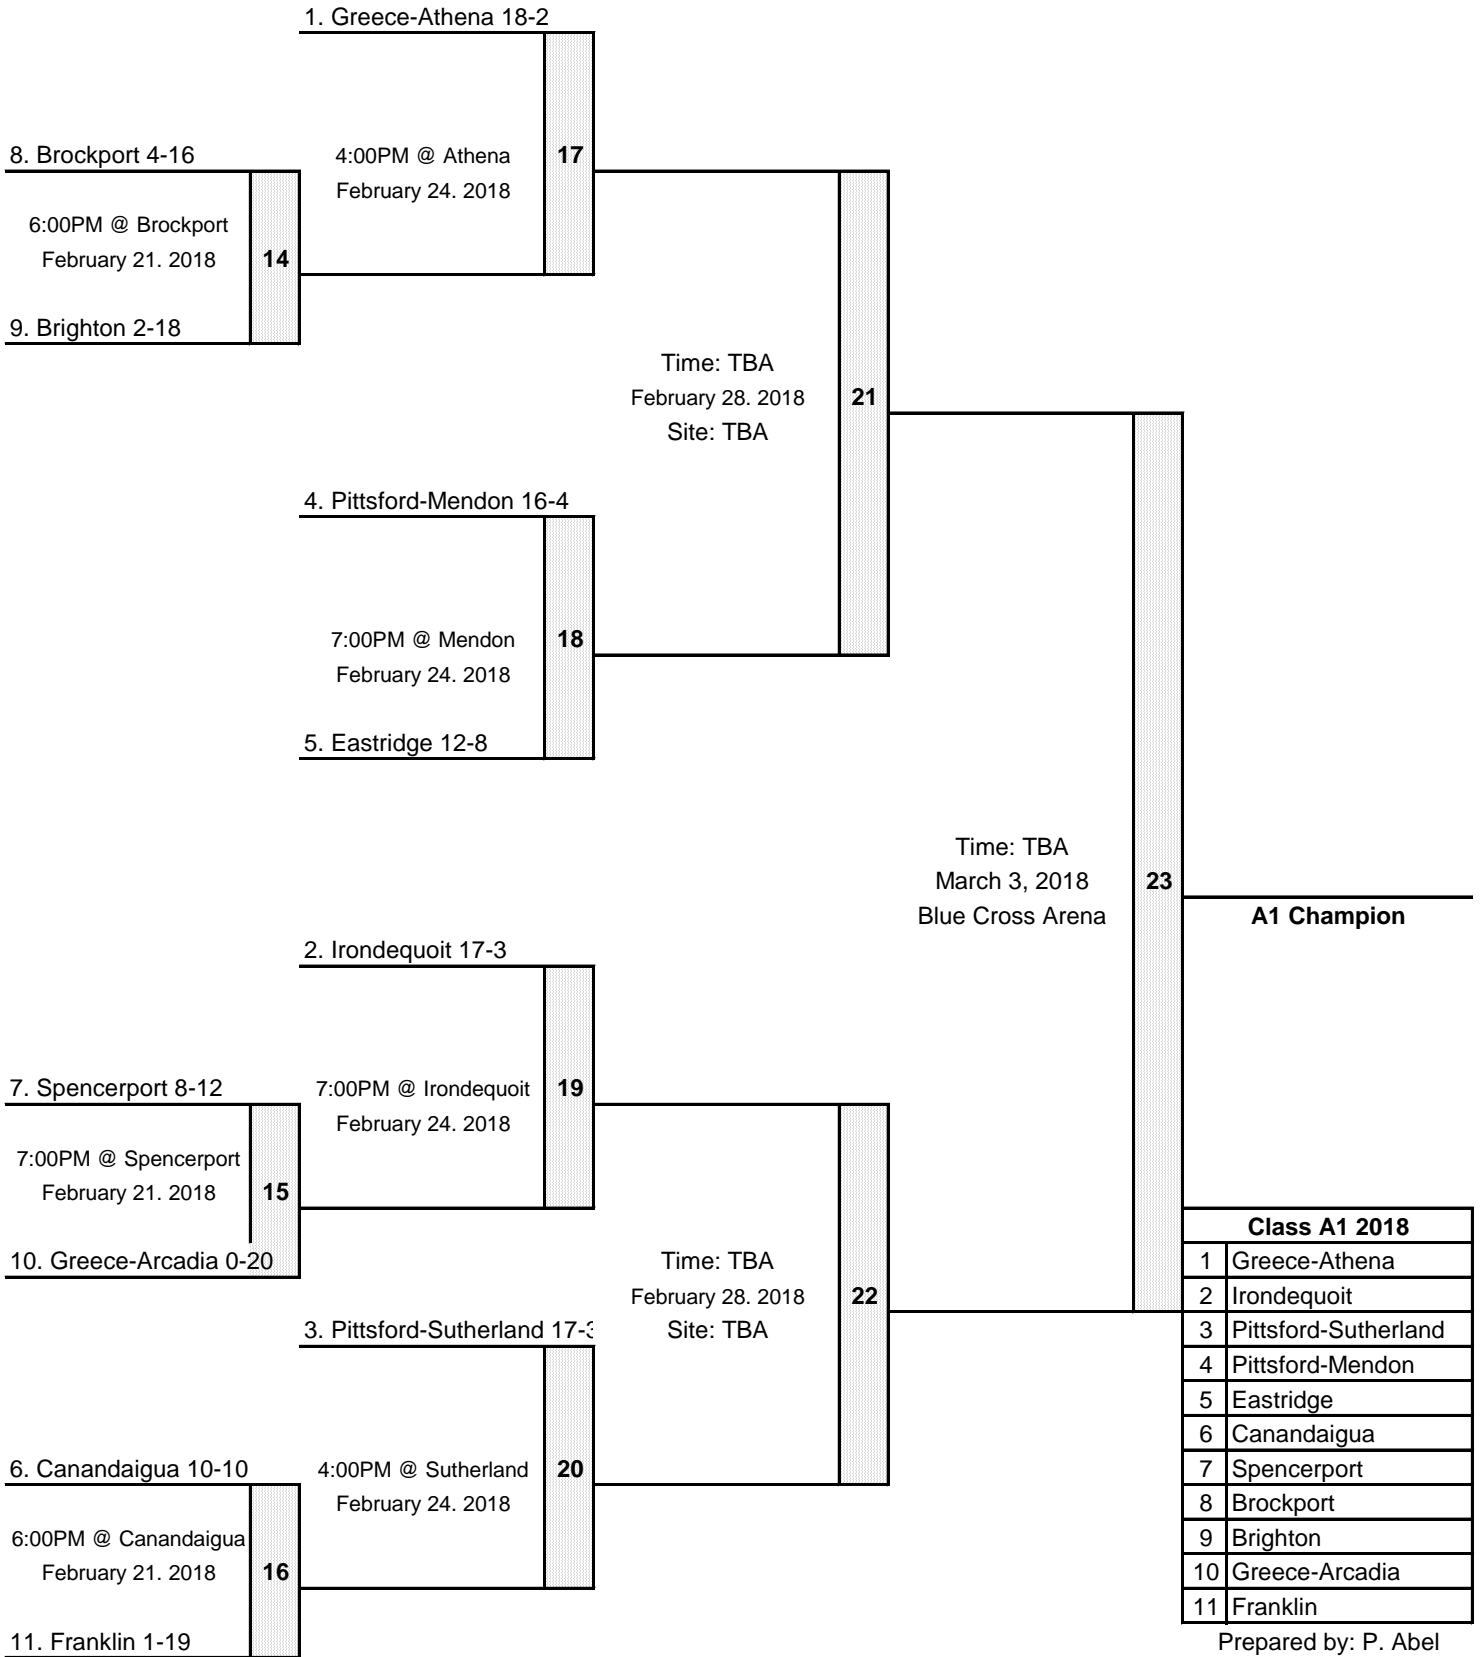 1. Greece-Athena 18-2
8. Brockport 4-16
4:00PM @ Athena
17
February 24. 2018
6:00PM @ Brockport
February 21. 2018
14
9. Brighton 2-18
Time: TBA
February 28. 2018
21
Site: TBA
4. Pittsford-Mendon 16-4
7:00PM @ Mendon
18
February 24. 2018
5. Eastridge 12-8
Time: TBA
March 3, 2018
23
Blue Cross Arena
A1 Champion
2. Irondequoit 17-3
7. Spencerport 8-12
7:00PM @ Irondequoit
19
February 24. 2018
7:00PM @ Spencerport
February 21. 2018
15
10. Greece-Arcadia 0-20
Time: TBA
February 28. 2018
22
Site: TBA
3. Pittsford-Sutherland 17-3
6. Canandaigua 10-10
4:00PM @ Sutherland
20
February 24. 2018
6:00PM @ Canandaigua
February 21. 2018
16
11. Franklin 1-19
Class A1 2018
1 Greece-Athena
2 Irondequoit
3 Pittsford-Sutherland
4 Pittsford-Mendon
5 Eastridge
6 Canandaigua
7 Spencerport
8 Brockport
9 Brighton
10 Greece-Arcadia
11 Franklin
Prepared by: P. Abel